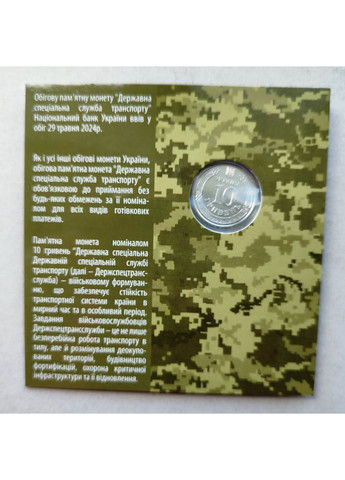 Обігову пам'ятну монету "Державна
спеціальна служба транспорту"
Національний банк України ввів у
обіг 29 травня 2024р.
Як і усі інші обігові монети України,
обігова пам'ятна монета "Державна
спеціальна служба транспорту" є
обов'язковою до приймання без
будь-яких обмежень за її номіна-
лом для всіх видів готівкових
платежів.
Пам'ятна монета номіналом
10 гривень "Державна спеціальна
Державній спеціальній службі
транспорту (далі – Держспецтранс-
служба) – військовому формуван-
ню, що забезпечує стійкість
транспортної системи країни в
мирний час та в особливий період.
Завдання військовослужбовців
Держспецтрансслужби – це не лише
безперебійна робота транспорту в
тилу, але й розмінування деокупо-
ваних територій, будівництво
фортифікацій, охорона критичної
інфраструктури та її відновлення.
10